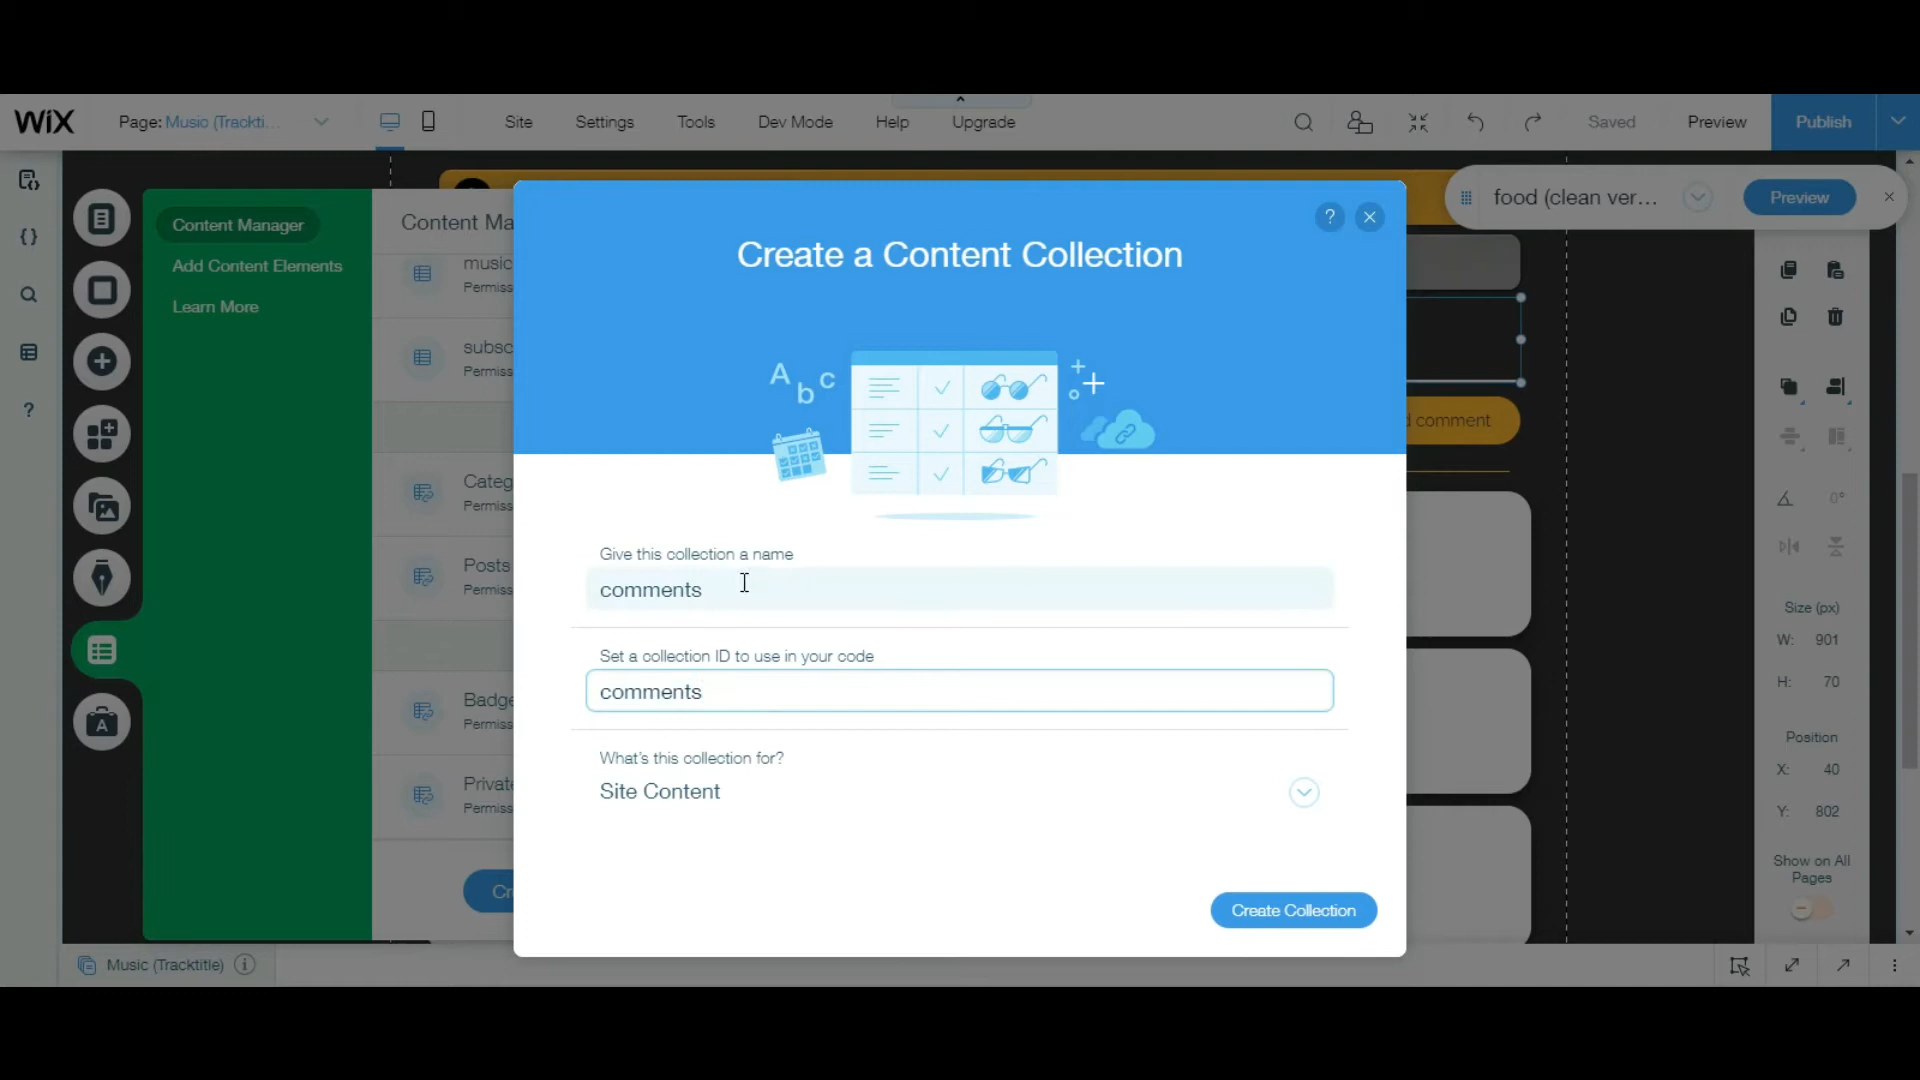 WiX
Page: Music (Trackti...
Site
Settings
Tools
Dev Mode
Help
Upgrade
Saved
Preview
Publish
Content Manager
Add Content Elements
Learn More
Content Ma
music
Permiss
subsc
Permiss
Categ
Permiss
Posts
Permiss
Badge
Permiss
Private
Permiss
Cr
food (clean ver...
Preview
Create a Content Collection
A b c
Give this collection a name
comments
Set a collection ID to use in your code
comments
What's this collection for?
Site Content
Create Collection
comment
0°
Size (px)
W: 901
H: 70
Position
X: 40
Y: 802
Show on All
Pages
Music (Tracktitle)